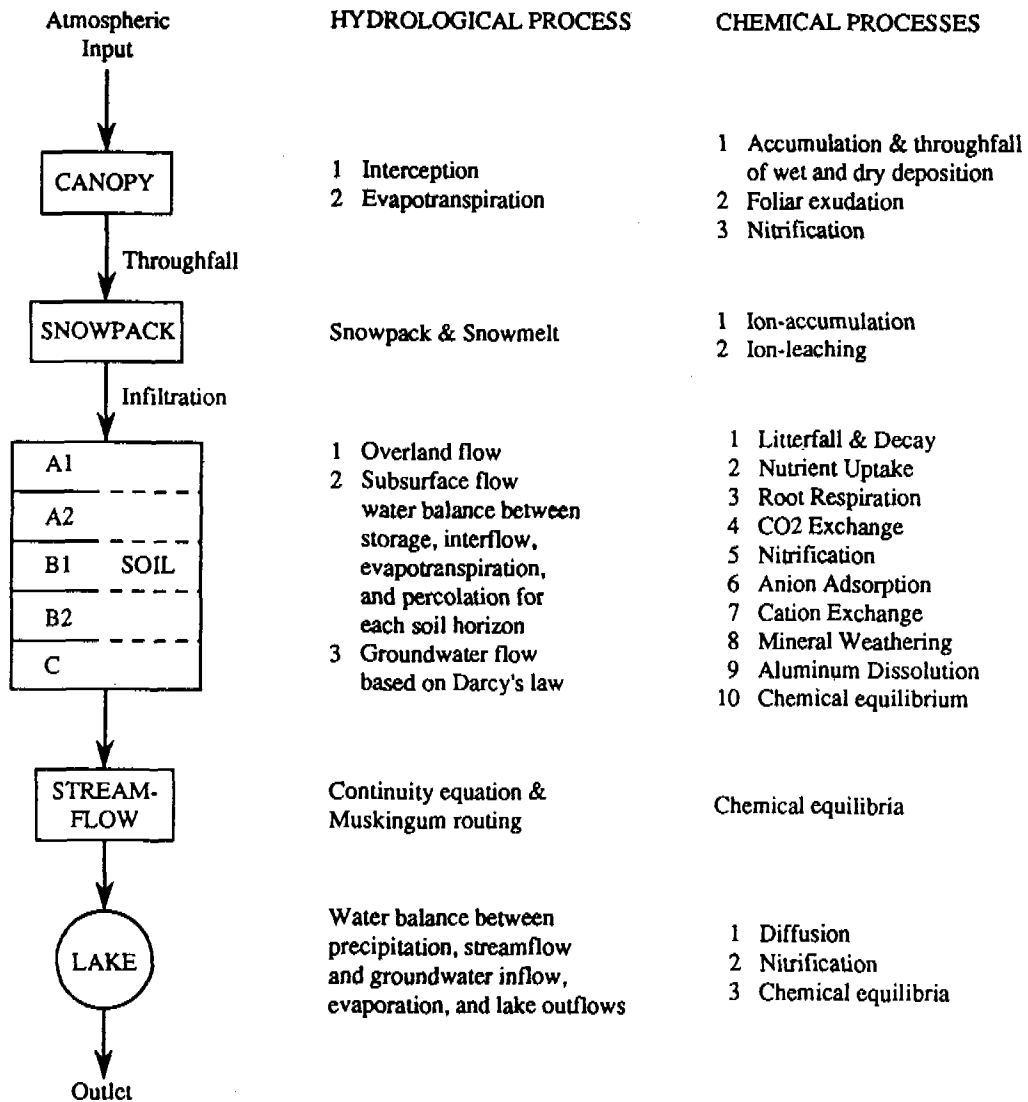 Atmospheric
Input
HYDROLOGICAL PROCESS
CHEMICAL PROCESSES
CANOPY
1 Interception
2 Evapotranspiration
1 Accumulation & throughfall
of wet and dry deposition
2 Foliar exudation
3 Nitrification
Throughfall
SNOWPACK
Snowpack & Snowmelt
1 Ion-accumulation
2 Ion-leaching
Infiltration
A1
A2
B1 SOIL
B2
C
1 Overland flow
2 Subsurface flow
water balance between
storage, interflow,
evapotranspiration,
and percolation for
each soil horizon
3 Groundwater flow
based on Darcy's law
1 Litterfall & Decay
2 Nutrient Uptake
3 Root Respiration
4 CO2 Exchange
5 Nitrification
6 Anion Adsorption
7 Cation Exchange
8 Mineral Weathering
9 Aluminum Dissolution
10 Chemical equilibrium
STREAM-
FLOW
Continuity equation &
Muskingum routing
Chemical equilibria
LAKE
Water balance between
precipitation, streamflow
and groundwater inflow,
evaporation, and lake outflows
1 Diffusion
2 Nitrification
3 Chemical equilibria
Outlet